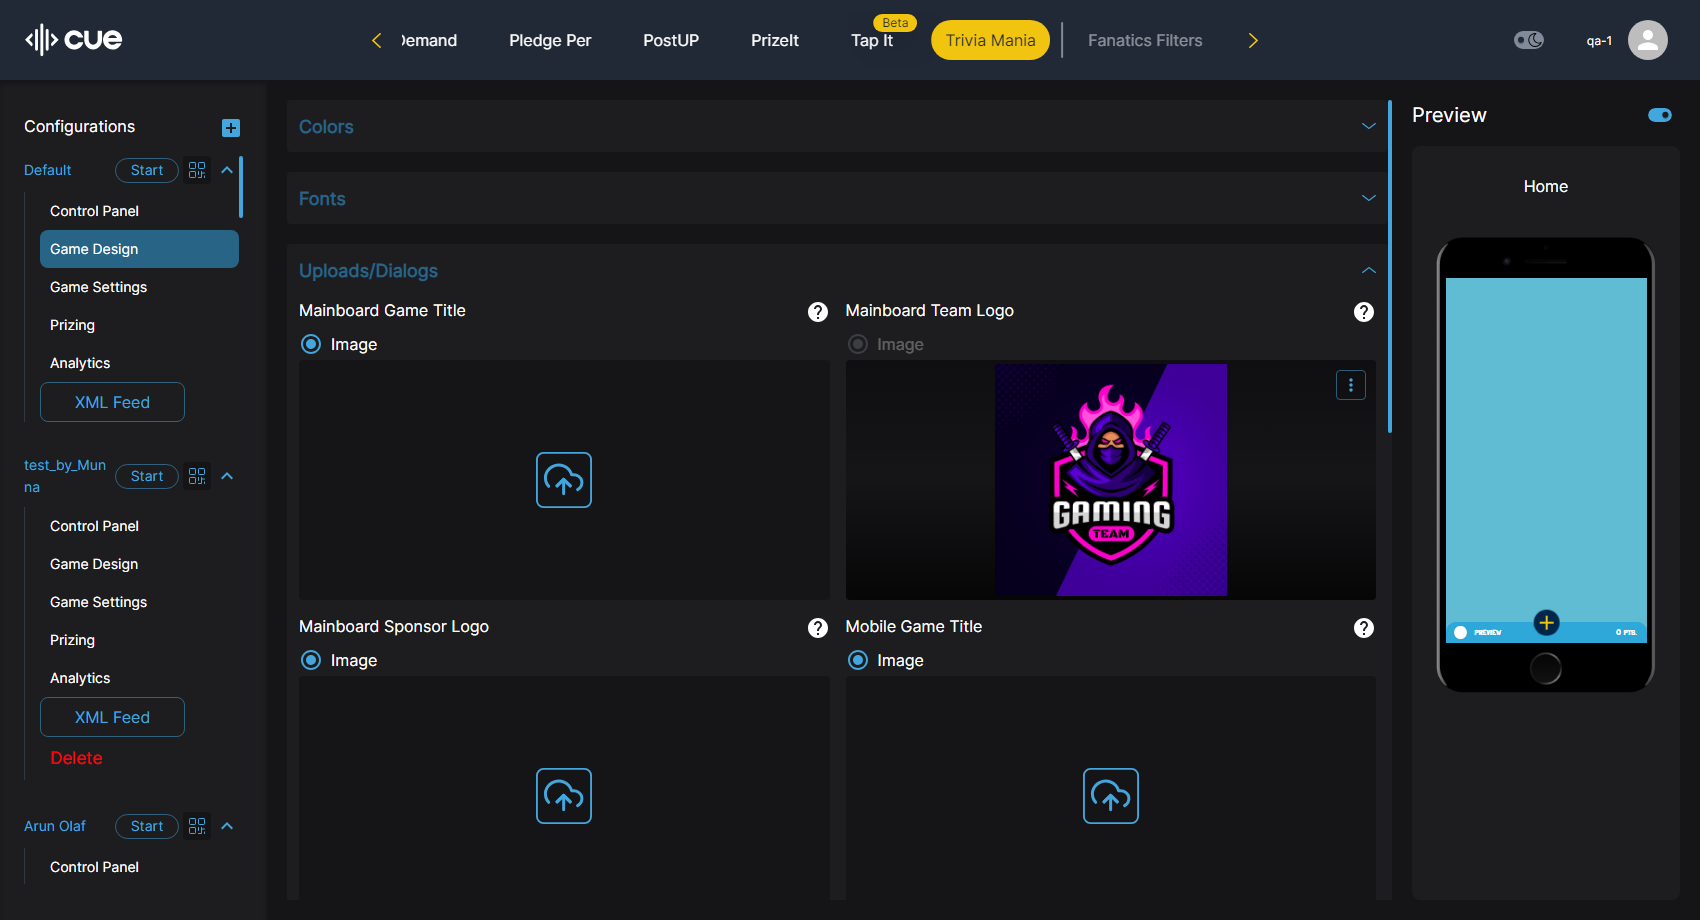 cue
Demand
Pledge Per
PostUP
PrizeIt
Tap It
Beta
Trivia Mania
Fanatics Filters
qa-1
Configurations
Default
Start
Control Panel
Game Design
Game Settings
Prizing
Analytics
XML Feed
test_by_Mun
na
Start
Control Panel
Game Design
Game Settings
Prizing
Analytics
XML Feed
Delete
Arun Olaf
Start
Control Panel
Colors
Fonts
Uploads/Dialogs
Mainboard Game Title
?
Image
Mainboard Team Logo
?
Image
GAMING
TEAM
Mainboard Sponsor Logo
?
Image
Mobile Game Title
?
Image
Preview
Home
PREVIEW
0 PTS.